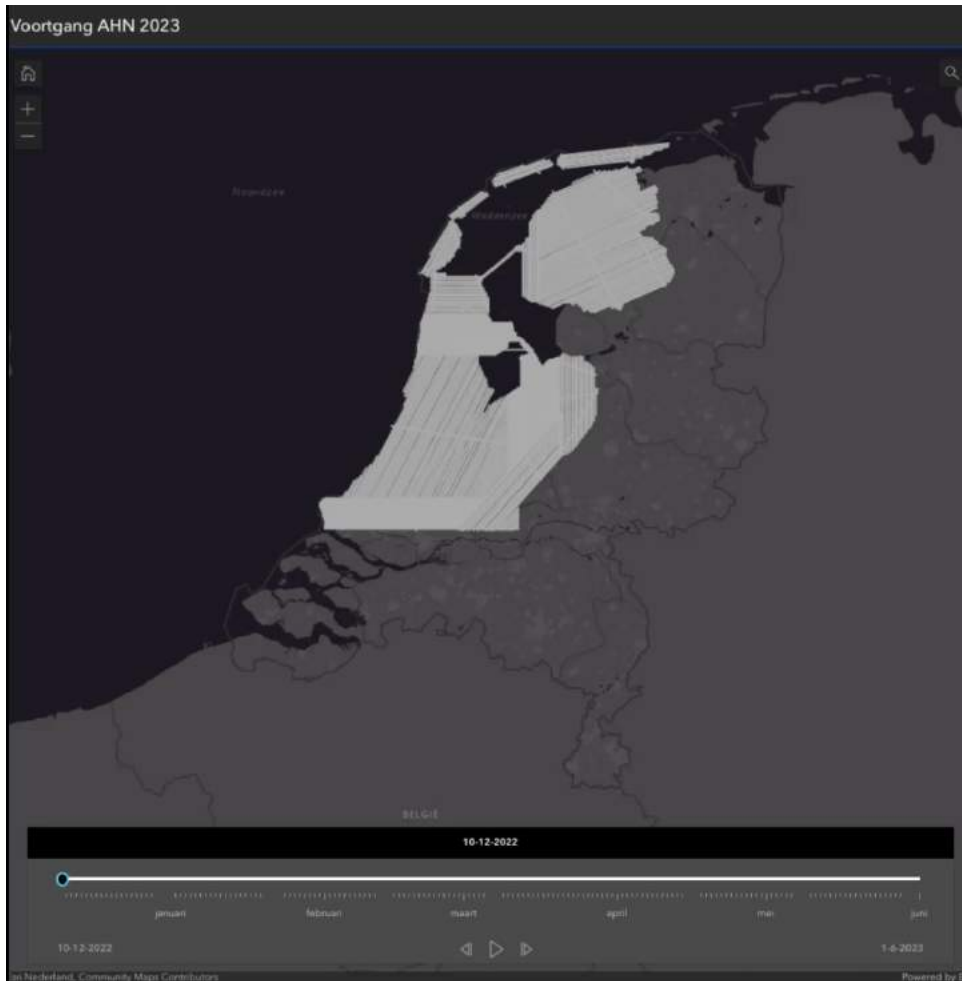 Voortgang AHN 2023
Noordzee
Waddenzee
BELGIË
10-12-2022
januari februari maart april mei juni
10-12-2022 1-6-2023
Nederland, Community Maps Contributors Powered by